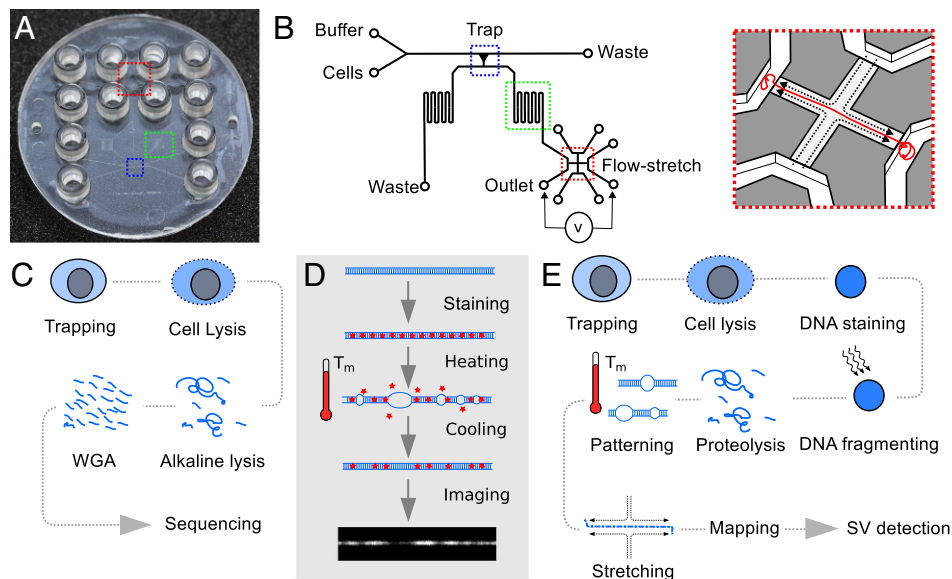 A
B
Buffer
Cells
Trap
Waste
Waste
Outlet
Flow-stretch
V
C
Trapping
Cell Lysis
WGA
Alkaline lysis
Sequencing
D
Staining
Heating
Tm
Cooling
Imaging
E
Trapping
Cell lysis
DNA staining
Tm
Patterning
Proteolysis
DNA fragmenting
Stretching
Mapping
SV detection